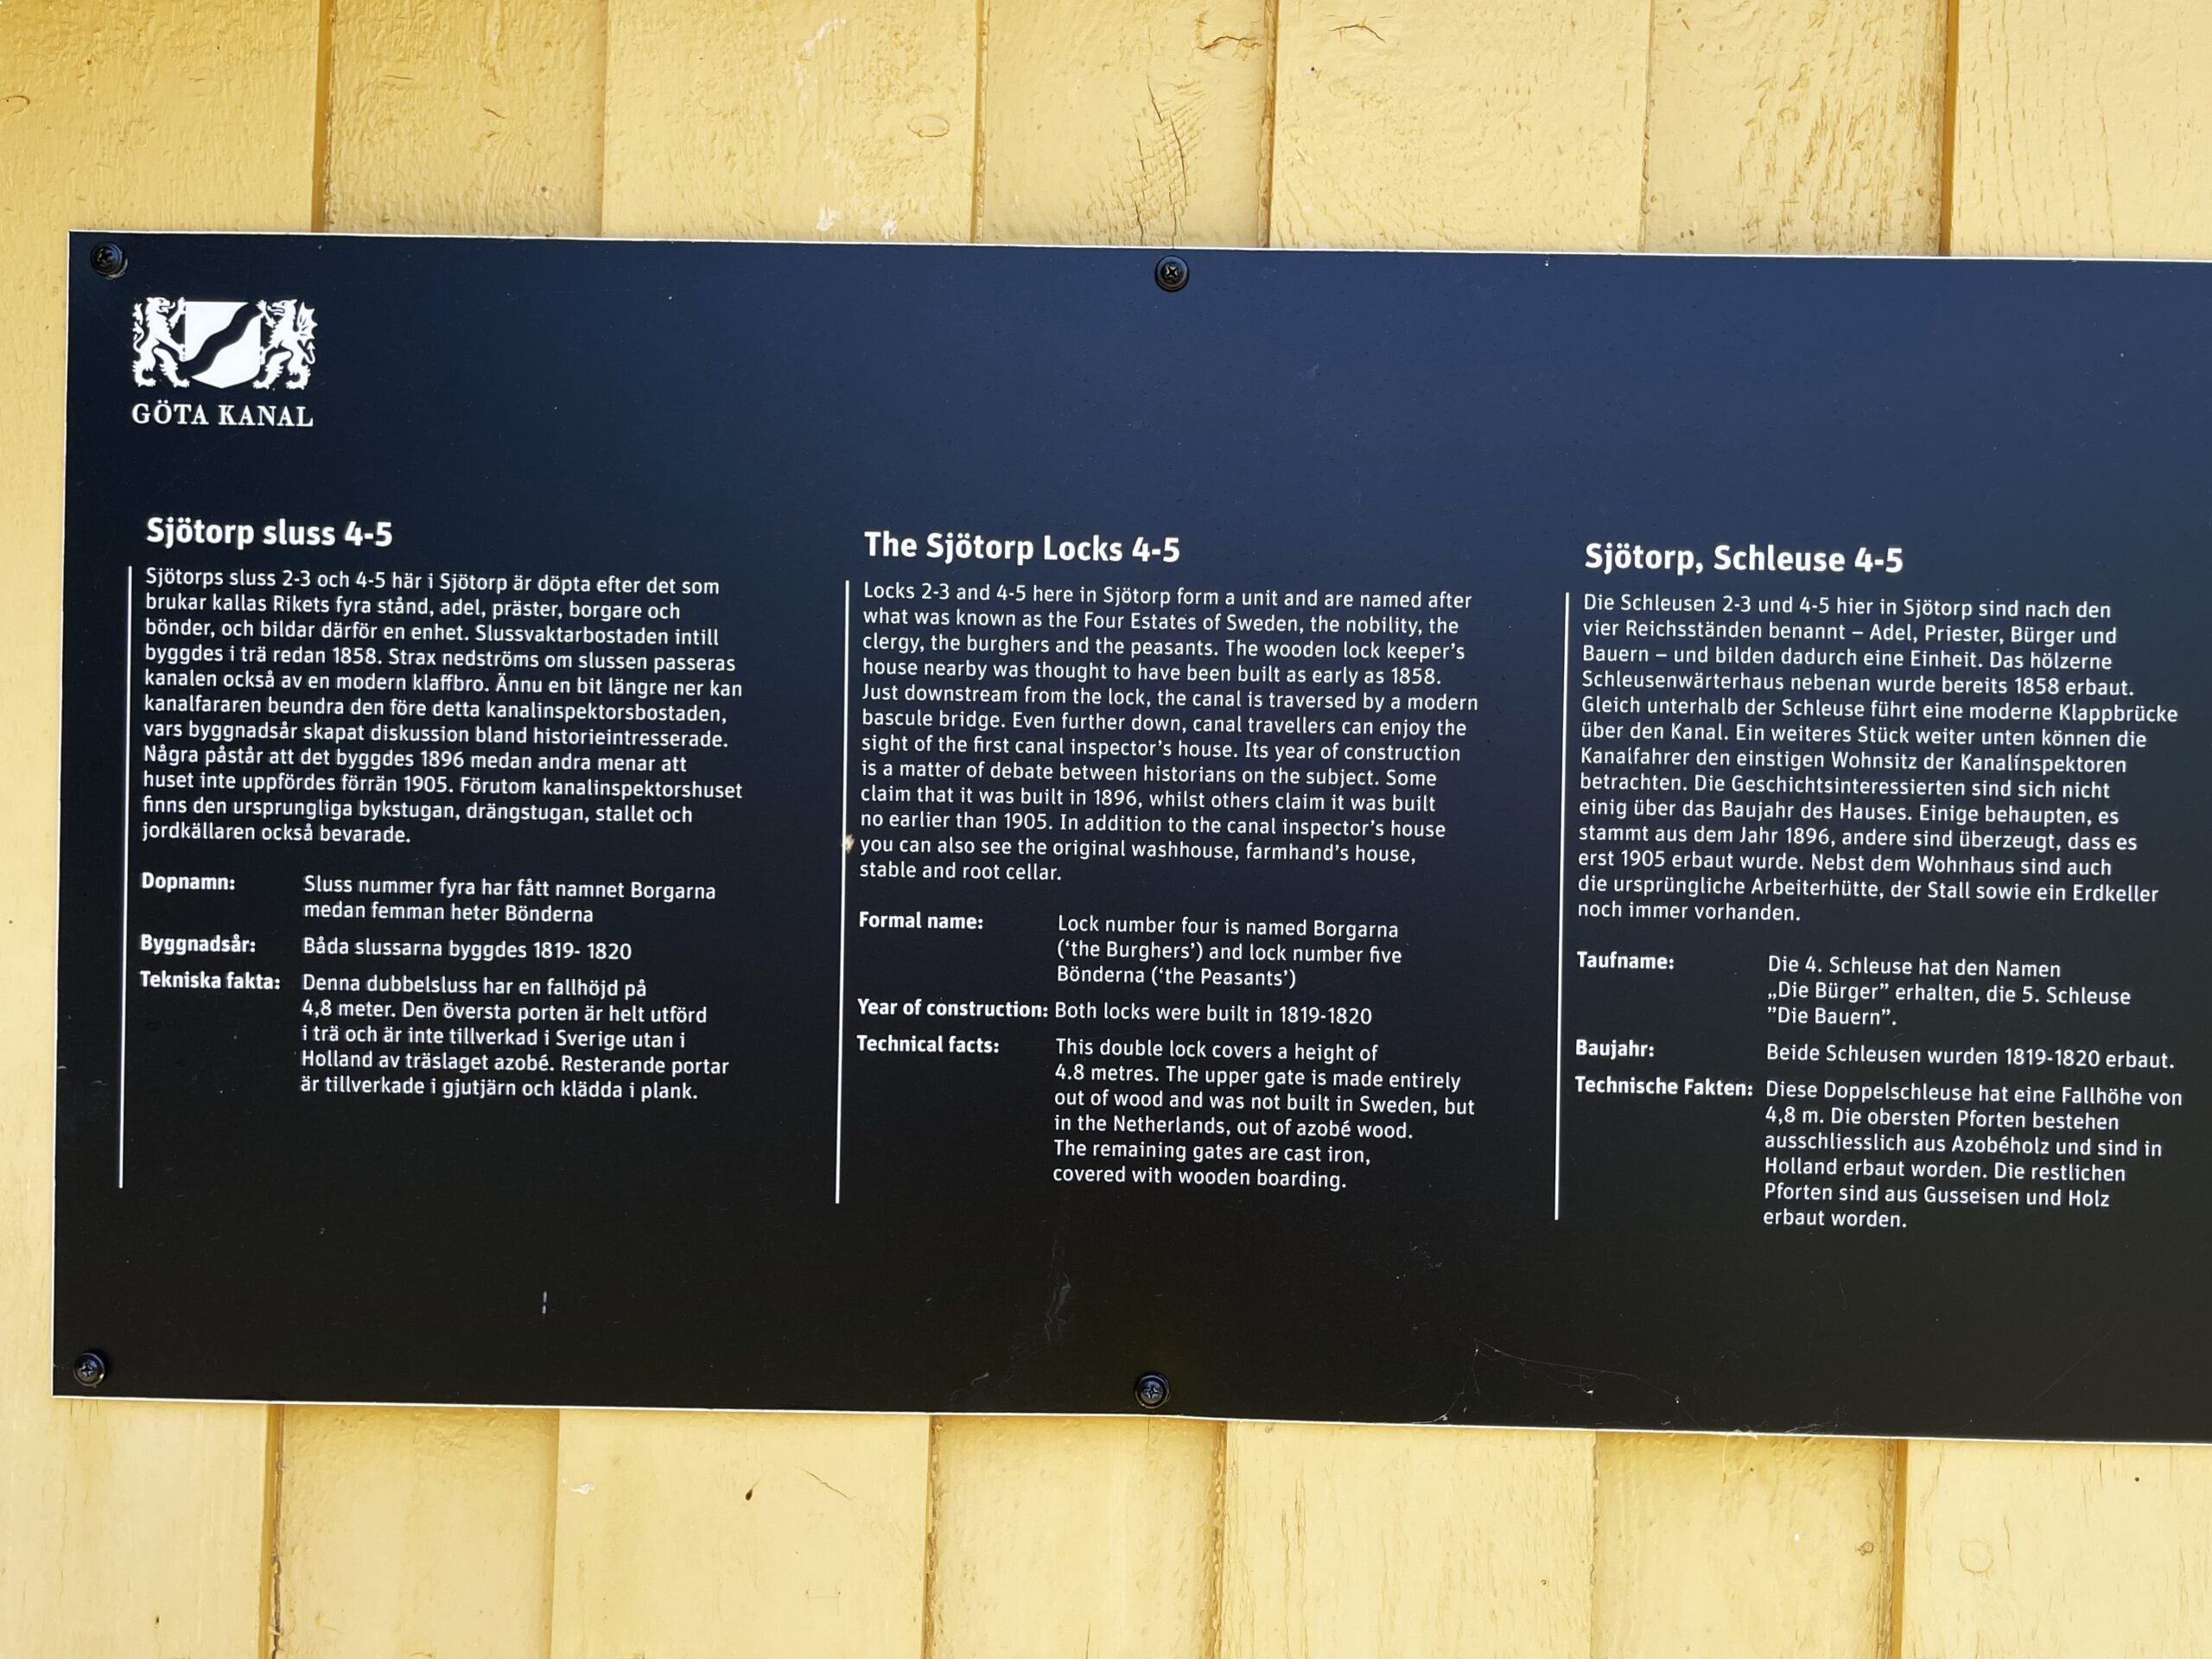 GÖTA KANAL
Sjötorp sluss 4-5
Sjötorps sluss 2-3 och 4-5 här i Sjötorp är döpta efter det som
brukar kallas Rikets fyra stånd, adel, präster, borgare och
bönder, och bildar därför en enhet. Slussvaktarbostaden intill
byggdes i trä redan 1858. Strax nedströms om slussen passeras
kanalen också av en modern klaffbro. Ännu en bit längre ner kan
kanalfararen beundra den före detta kanalinspektorsbostaden,
vars byggnadsår skapat diskussion bland historieintresserade.
Några påstår att det byggdes 1896 medan andra menar att
huset inte uppfördes förrän 1905. Förutom kanalinspektorshuset
finns den ursprungliga bykstugan, drängstugan, stallet och
jordkällaren också bevarade.
Dopnamn: Sluss nummer fyra har fått namnet Borgarna
medan femman heter Bönderna
Byggnadsår: Båda slussarna byggdes 1819- 1820
Tekniska fakta: Denna dubbelsluss har en fallhöjd på
4,8 meter. Den översta porten är helt utförd
i trä och är inte tillverkad i Sverige utan i
Holland av träslaget azobé. Resterande portar
är tillverkade i gjutjärn och klädda i plank.
The Sjötorp Locks 4-5
Locks 2-3 and 4-5 here in Sjötorp form a unit and are named after
what was known as the Four Estates of Sweden, the nobility, the
clergy, the burghers and the peasants. The wooden lock keeper's
house nearby was thought to have been built as early as 1858.
Just downstream from the lock, the canal is traversed by a modern
bascule bridge. Even further down, canal travellers can enjoy the
sight of the first canal inspector's house. Its year of construction
is a matter of debate between historians on the subject. Some
claim that it was built in 1896, whilst others claim it was built
no earlier than 1905. In addition to the canal inspector's house
you can also see the original washhouse, farmhand's house,
stable and root cellar.
Formal name: Lock number four is named Borgarna
('the Burghers') and lock number five
Bönderna ('the Peasants')
Year of construction: Both locks were built in 1819-1820
Technical facts: This double lock covers a height of
4.8 metres. The upper gate is made entirely
out of wood and was not built in Sweden, but
in the Netherlands, out of azobé wood.
The remaining gates are cast iron,
covered with wooden boarding.
Sjötorp, Schleuse 4-5
Die Schleusen 2-3 und 4-5 hier in Sjötorp sind nach den
vier Reichsständen benannt – Adel, Priester, Bürger und
Bauern – und bilden dadurch eine Einheit. Das hölzerne
Schleusenwärterhaus nebenan wurde bereits 1858 erbaut.
Gleich unterhalb der Schleuse führt eine moderne Klappbrücke
über den Kanal. Ein weiteres Stück weiter unten können die
Kanalfahrer den einstigen Wohnsitz der Kanalinspektoren
betrachten. Die Geschichtsinteressierten sind sich nicht
einig über das Baujahr des Hauses. Einige behaupten, es
stammt aus dem Jahr 1896, andere sind überzeugt, dass es
erst 1905 erbaut wurde. Nebst dem Wohnhaus sind auch
die ursprüngliche Arbeiterhütte, der Stall sowie ein Erdkeller
noch immer vorhanden.
Taufname: Die 4. Schleuse hat den Namen
„Die Bürger” erhalten, die 5. Schleuse
”Die Bauern”.
Baujahr: Beide Schleusen wurden 1819-1820 erbaut.
Technische Fakten: Diese Doppelschleuse hat eine Fallhöhe von
4,8 m. Die obersten Pforten bestehen
ausschliesslich aus Azobéholz und sind in
Holland erbaut worden. Die restlichen
Pforten sind aus Gusseisen und Holz
erbaut worden.